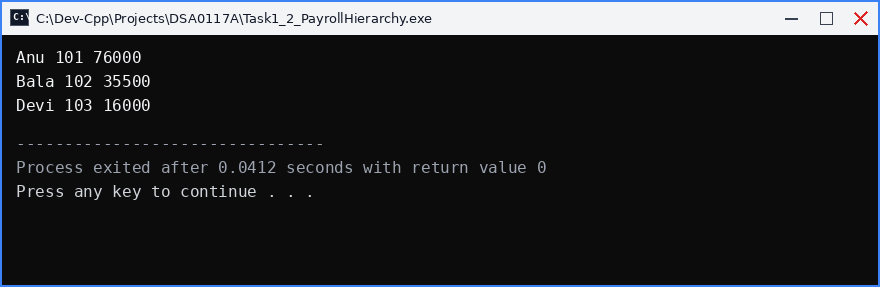 C:\Dev-Cpp\Projects\DSA0117A\Task1_2_PayrollHierarchy.exe
Anu 101 76000
Bala 102 35500
Devi 103 16000
--------------------------------
Process exited after 0.0412 seconds with return value 0
Press any key to continue . . .